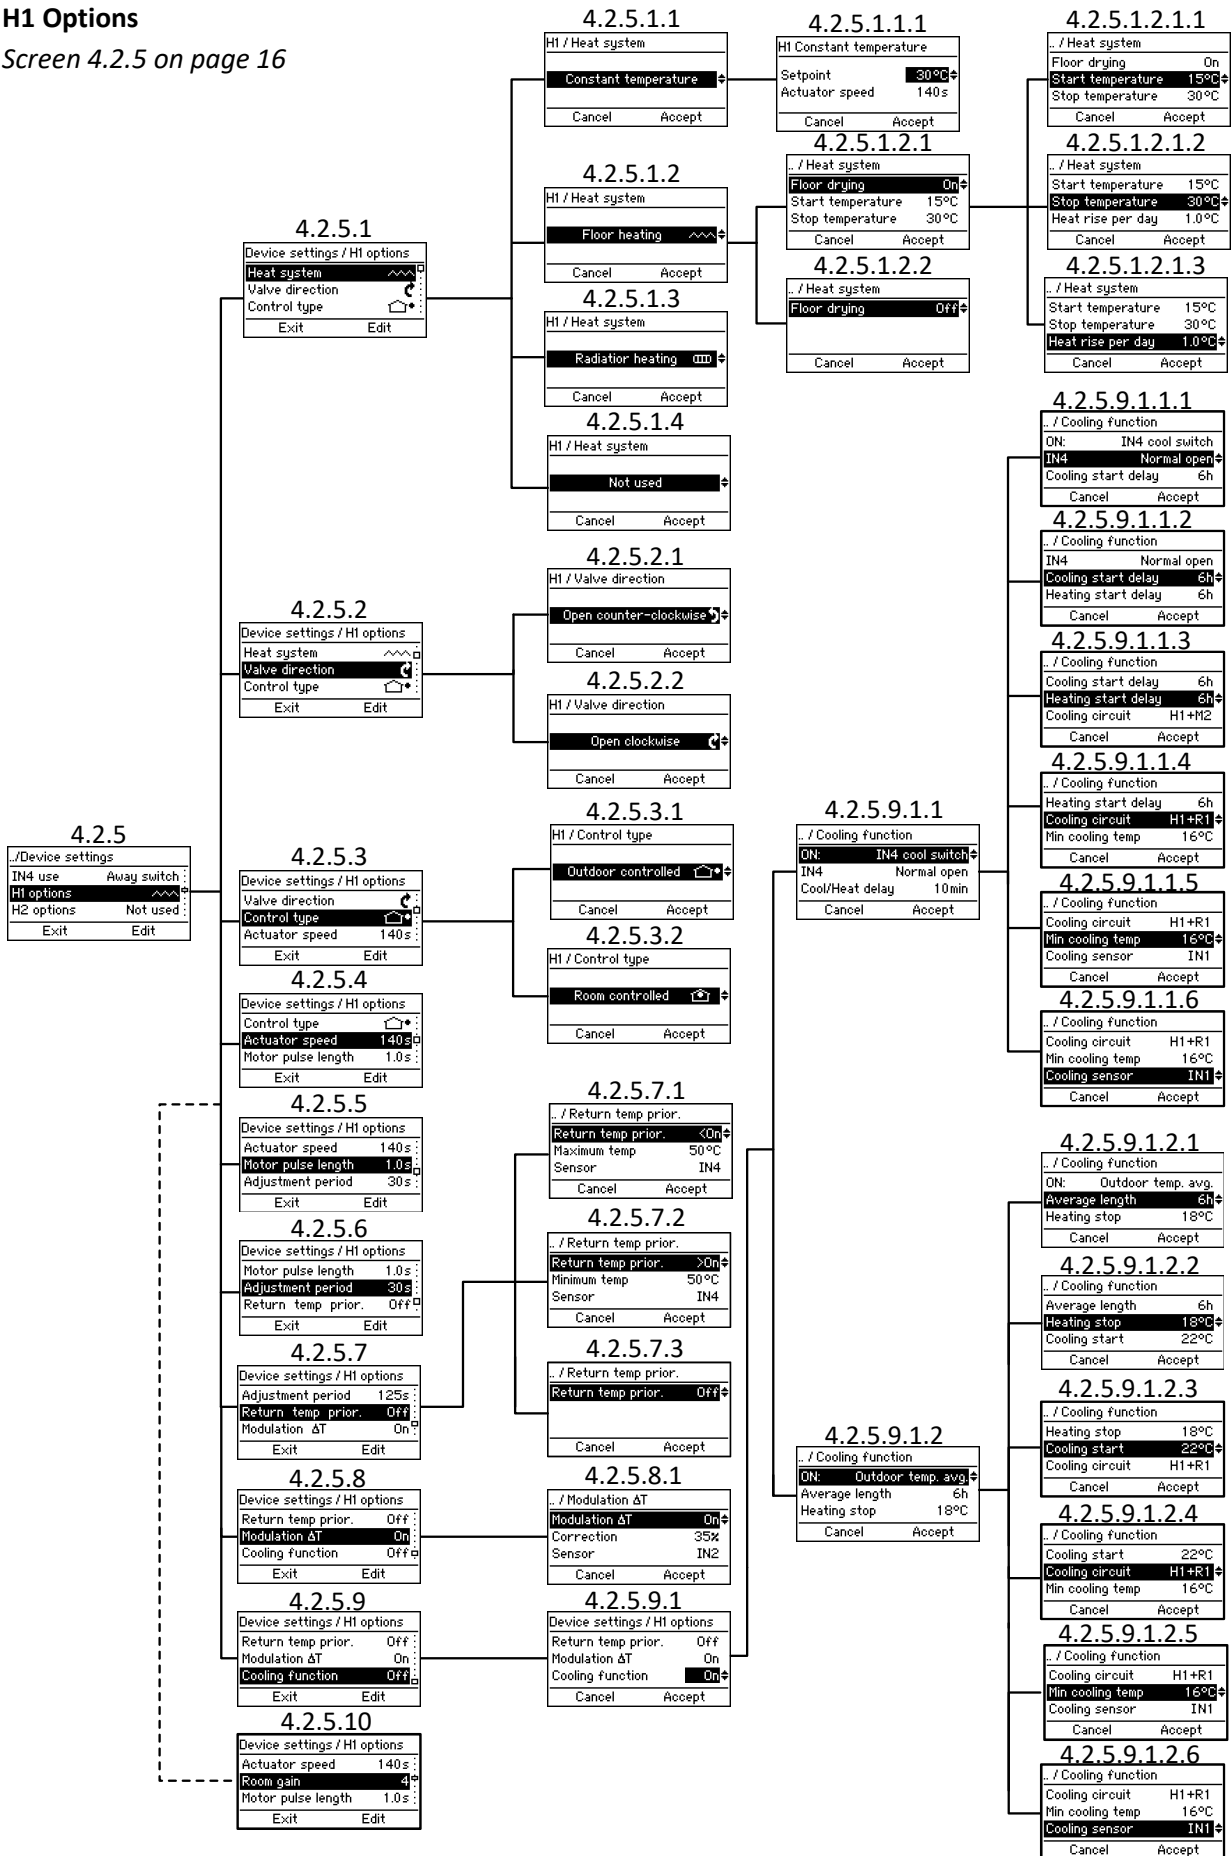 H1 Options
Screen 4.2.5 on page 16
4.2.5
../Device settings
IN4 use Away switch
H1 options
H2 options Not used
Exit Edit
4.2.5.1
Device settings / H1 options
Heat system
Valve direction
Control type
Exit Edit
4.2.5.2
Device settings / H1 options
Heat system
Valve direction
Control type
Exit Edit
4.2.5.3
Device settings / H1 options
Valve direction
Control type
Actuator speed 140s
Exit Edit
4.2.5.4
Device settings / H1 options
Control type
Actuator speed 140s
Motor pulse length 1.0s
Exit Edit
4.2.5.5
Device settings / H1 options
Actuator speed 140s
Motor pulse length 1.0s
Adjustment period 30s
Exit Edit
4.2.5.6
Device settings / H1 options
Motor pulse length 1.0s
Adjustment period 30s
Return temp prior. Off
Exit Edit
4.2.5.7
Device settings / H1 options
Adjustment period 125s
Return temp prior. Off
Modulation ΔT On
Exit Edit
4.2.5.8
Device settings / H1 options
Return temp prior. Off
Modulation ΔT On
Cooling function Off
Exit Edit
4.2.5.9
Device settings / H1 options
Return temp prior. Off
Modulation ΔT On
Cooling function Off
Exit Edit
4.2.5.10
Device settings / H1 options
Actuator speed 140s
Room gain 4
Motor pulse length 1.0s
Exit Edit
4.2.5.1.1
H1 / Heat system
Constant temperature
Cancel Accept
4.2.5.1.2
H1 / Heat system
Floor heating
Cancel Accept
4.2.5.1.3
H1 / Heat system
Radiatior heating
Cancel Accept
4.2.5.1.4
H1 / Heat system
Not used
Cancel Accept
4.2.5.2.1
H1 / Valve direction
Open counter-clockwise
Cancel Accept
4.2.5.2.2
H1 / Valve direction
Open clockwise
Cancel Accept
4.2.5.3.1
H1 / Control type
Outdoor controlled
Cancel Accept
4.2.5.3.2
H1 / Control type
Room controlled
Cancel Accept
4.2.5.7.1
.. / Return temp prior.
Return temp prior. <On
Maximum temp 50°C
Sensor IN4
Cancel Accept
4.2.5.7.2
.. / Return temp prior.
Return temp prior. >On
Minimum temp 50°C
Sensor IN4
Cancel Accept
4.2.5.7.3
.. / Return temp prior.
Return temp prior. Off
Cancel Accept
4.2.5.8.1
.. / Modulation ΔT
Modulation ΔT On
Correction 35%
Sensor IN2
Cancel Accept
4.2.5.9.1
Device settings / H1 options
Return temp prior. Off
Modulation ΔT On
Cooling function On
Cancel Accept
4.2.5.1.1.1
H1 Constant temperature
Setpoint 30°C
Actuator speed 140s
Cancel Accept
4.2.5.1.2.1
.. / Heat system
Floor drying On
Start temperature 15°C
Stop temperature 30°C
Cancel Accept
4.2.5.1.2.2
.. / Heat system
Floor drying Off
Cancel Accept
4.2.5.9.1.1
.. / Cooling function
ON: IN4 cool switch
IN4 Normal open
Cool/Heat delay 10min
Cancel Accept
4.2.5.9.1.2
.. / Cooling function
ON: Outdoor temp. avg.
Average length 6h
Heating stop 18°C
Cancel Accept
4.2.5.1.2.1.1
.. / Heat system
Floor drying On
Start temperature 15°C
Stop temperature 30°C
Cancel Accept
4.2.5.1.2.1.2
.. / Heat system
Start temperature 15°C
Stop temperature 30°C
Heat rise per day 1.0°C
Cancel Accept
4.2.5.1.2.1.3
.. / Heat system
Start temperature 15°C
Stop temperature 30°C
Heat rise per day 1.0°C
Cancel Accept
4.2.5.9.1.1.1
.. / Cooling function
ON: IN4 cool switch
IN4 Normal open
Cooling start delay 6h
Cancel Accept
4.2.5.9.1.1.2
.. / Cooling function
IN4 Normal open
Cooling start delay 6h
Heating start delay 6h
Cancel Accept
4.2.5.9.1.1.3
.. / Cooling function
Cooling start delay 6h
Heating start delay 6h
Cooling circuit H1+M2
Cancel Accept
4.2.5.9.1.1.4
.. / Cooling function
Heating start delay 6h
Cooling circuit H1+R1
Min cooling temp 16°C
Cancel Accept
4.2.5.9.1.1.5
.. / Cooling function
Cooling circuit H1+R1
Min cooling temp 16°C
Cooling sensor IN1
Cancel Accept
4.2.5.9.1.1.6
.. / Cooling function
Cooling circuit H1+R1
Min cooling temp 16°C
Cooling sensor IN1
Cancel Accept
4.2.5.9.1.2.1
.. / Cooling function
ON: Outdoor temp. avg.
Average length 6h
Heating stop 18°C
Cancel Accept
4.2.5.9.1.2.2
.. / Cooling function
Average length 6h
Heating stop 18°C
Cooling start 22°C
Cancel Accept
4.2.5.9.1.2.3
.. / Cooling function
Heating stop 18°C
Cooling start 22°C
Cooling circuit H1+R1
Cancel Accept
4.2.5.9.1.2.4
.. / Cooling function
Cooling start 22°C
Cooling circuit H1+R1
Min cooling temp 16°C
Cancel Accept
4.2.5.9.1.2.5
.. / Cooling function
Cooling circuit H1+R1
Min cooling temp 16°C
Cooling sensor IN1
Cancel Accept
4.2.5.9.1.2.6
.. / Cooling function
Cooling circuit H1+R1
Min cooling temp 16°C
Cooling sensor IN1
Cancel Accept